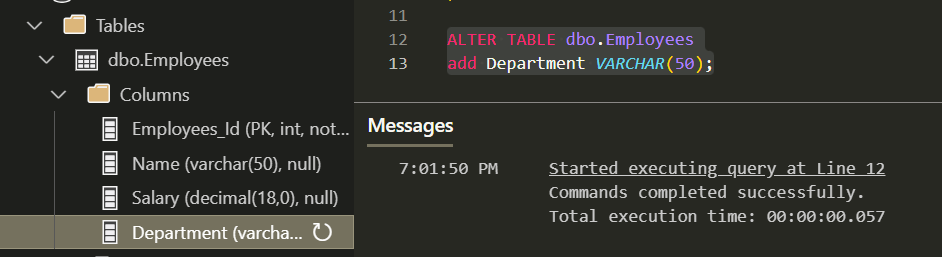 Tables
dbo.Employees
Columns
Employees_Id (PK, int, not...
Name (varchar(50), null)
Salary (decimal(18,0), null)
Department (varcha...
11
12 ALTER TABLE dbo.Employees
13 add Department VARCHAR(50);
Messages
7:01:50 PM Started executing query at Line 12
Commands completed successfully.
Total execution time: 00:00:00.057